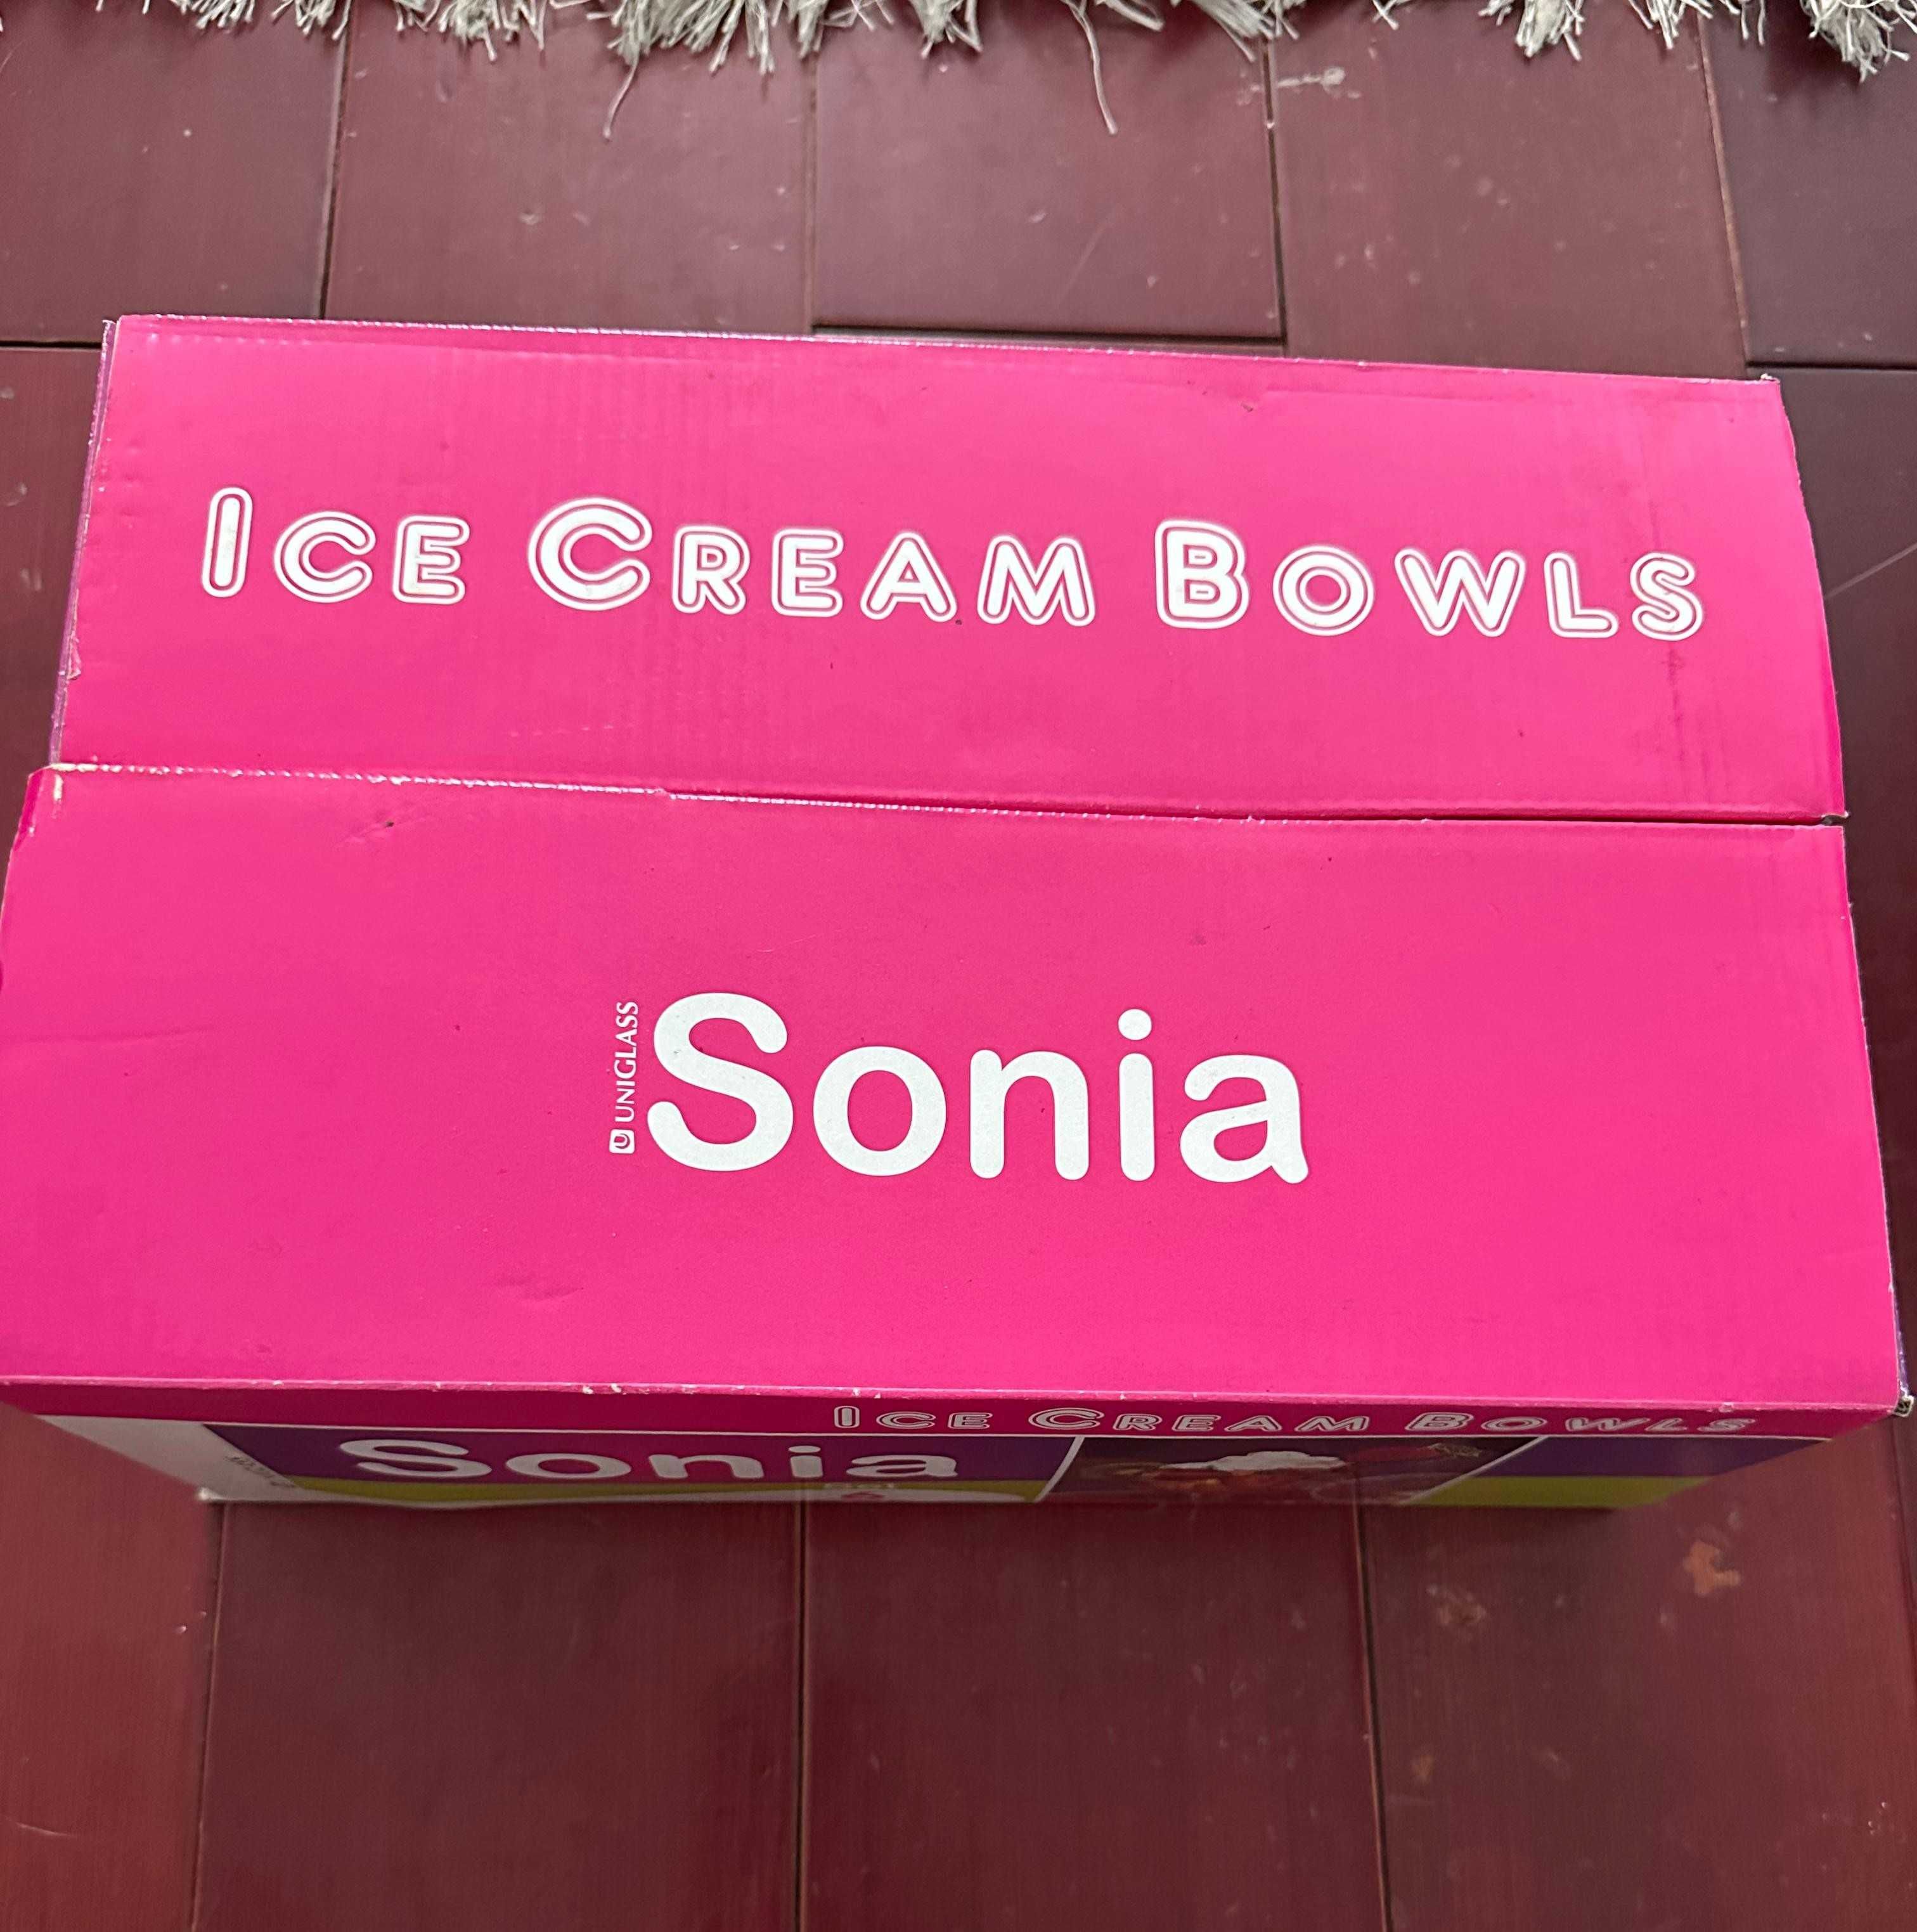 ICE CREAM BOWLS
UNIGLASS
Sonia
ICE CREAM BOWLS
Sonia